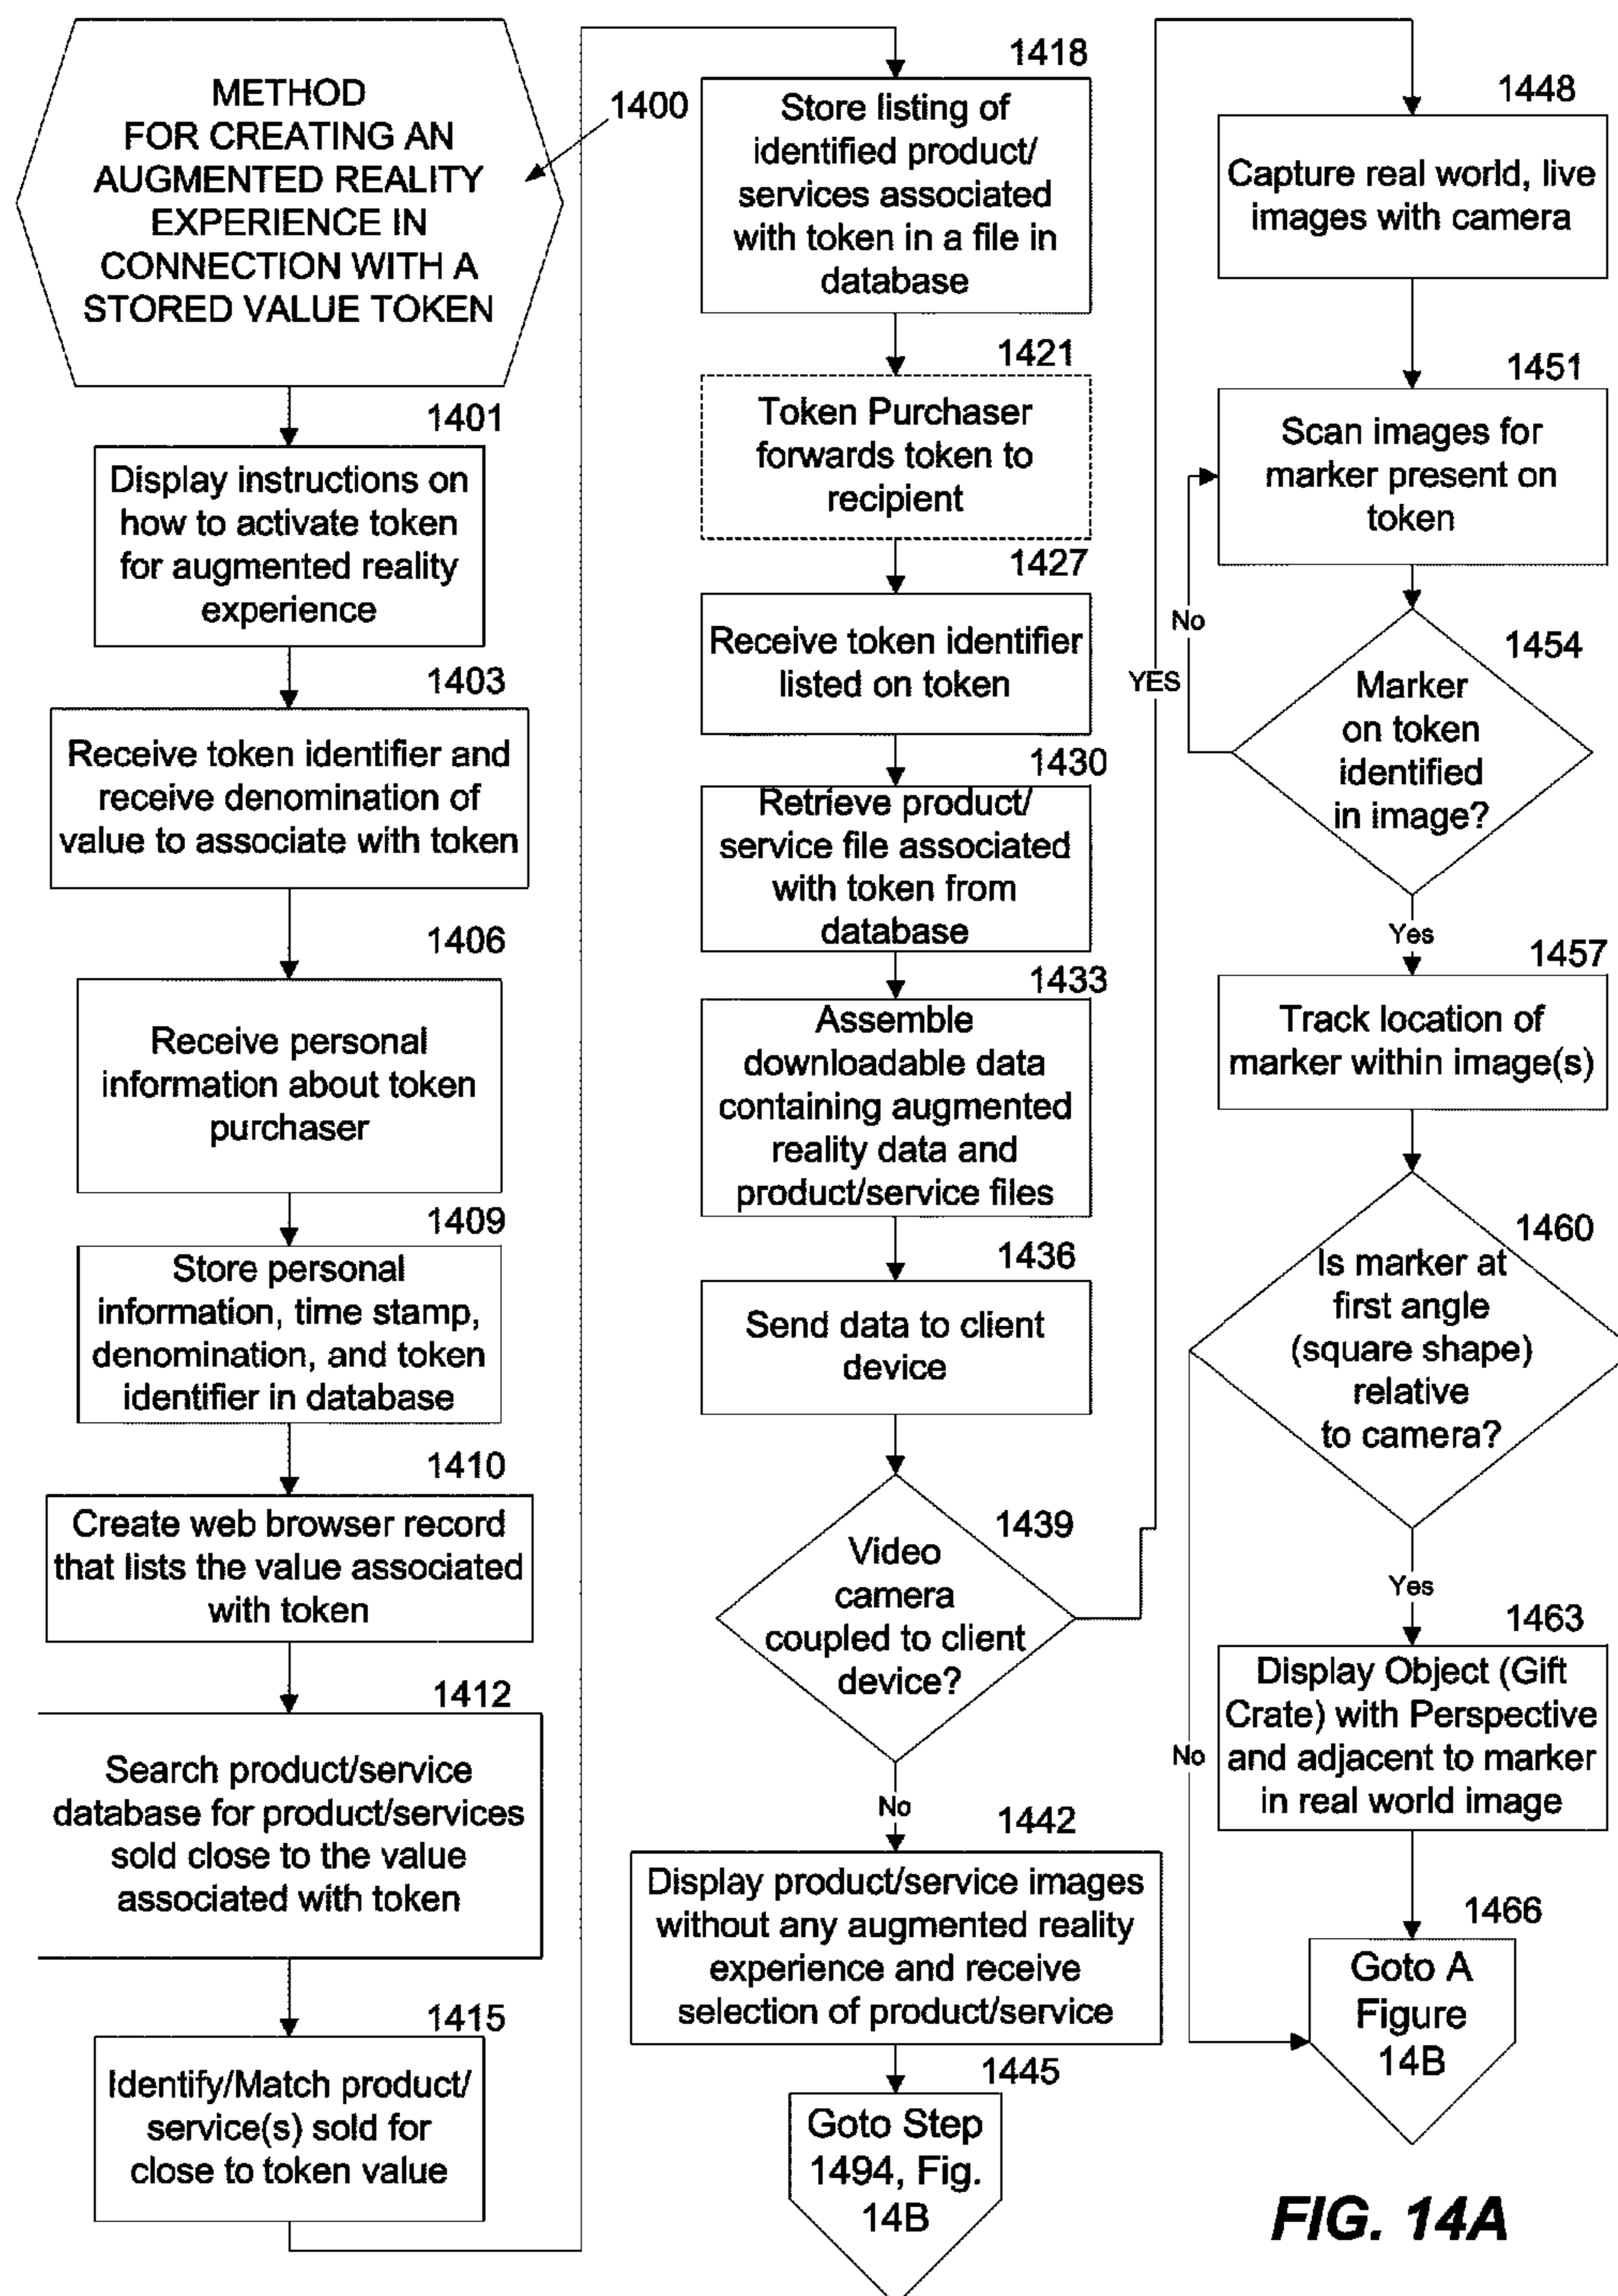 METHOD
FOR CREATING AN
AUGMENTED REALITY
EXPERIENCE IN
CONNECTION WITH A
STORED VALUE TOKEN
1400
1401
Display instructions on
how to activate token
for augmented reality
experience
1403
Receive token identifier and
receive denomination of
value to associate with token
1406
Receive personal
information about token
purchaser
1409
Store personal
information, time stamp,
denomination, and token
identifier in database
1410
Create web browser record
that lists the value associated
with token
1412
Search product/service
database for product/services
sold close to the value
associated with token
1415
Identify/Match product/
service(s) sold for
close to token value
1418
Store listing of
identified product/
services associated
with token in a file in
database
1421
Token Purchaser
forwards token to
recipient
1427
Receive token identifier
listed on token
1430
Retrieve product/
service file associated
with token from
database
1433
Assemble
downloadable data
containing augmented
reality data and
product/service files
1436
Send data to client
device
1439
Video
camera
coupled to client
device?
YES
No
1442
Display product/service images
without any augmented reality
experience and receive
selection of product/service
1445
Goto Step
1494, Fig.
14B
1448
Capture real world, live
images with camera
1451
Scan images for
marker present on
token
No
1454
Marker
on token
identified
in image?
Yes
1457
Track location of
marker within image(s)
1460
Is marker at
first angle
(square shape)
relative
to camera?
Yes
No
1463
Display Object (Gift
Crate) with Perspective
and adjacent to marker
in real world image
1466
Goto A
Figure
14B
FIG. 14A